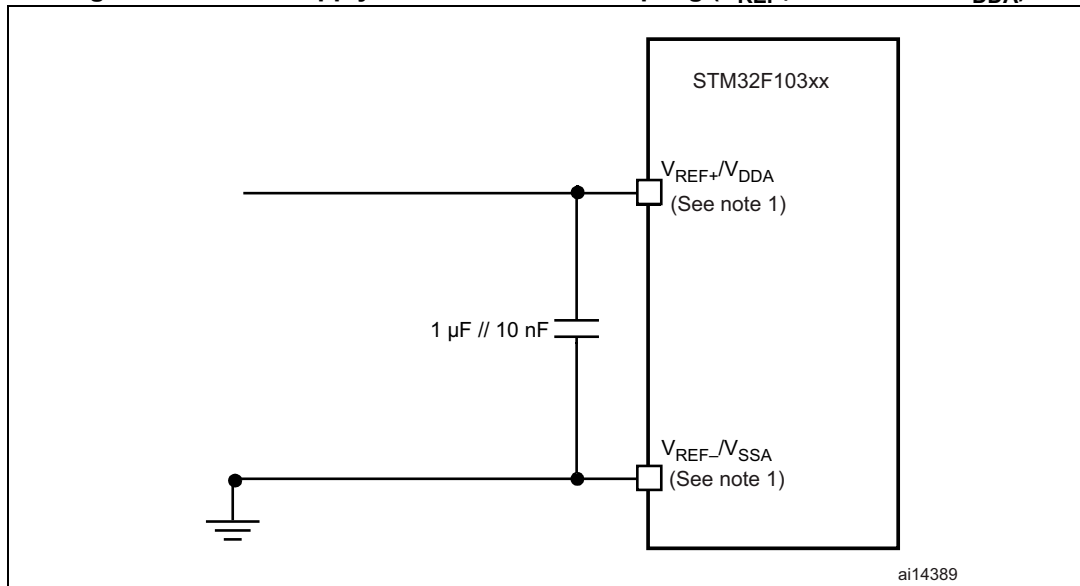 STM32F103xx
VREF+/VDDA
(See note 1)
1 µF // 10 nF
VREF–/VSSA
(See note 1)
ai14389